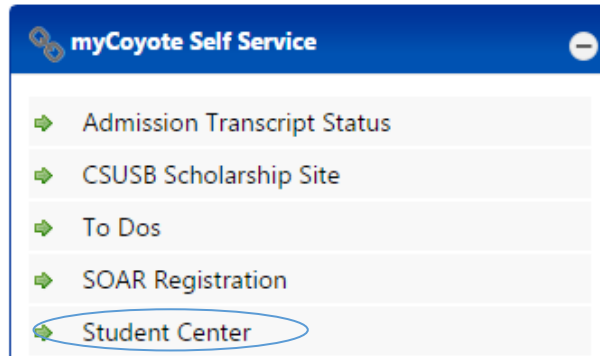 myCoyote Self Service
Admission Transcript Status
CSUSB Scholarship Site
To Dos
SOAR Registration
Student Center